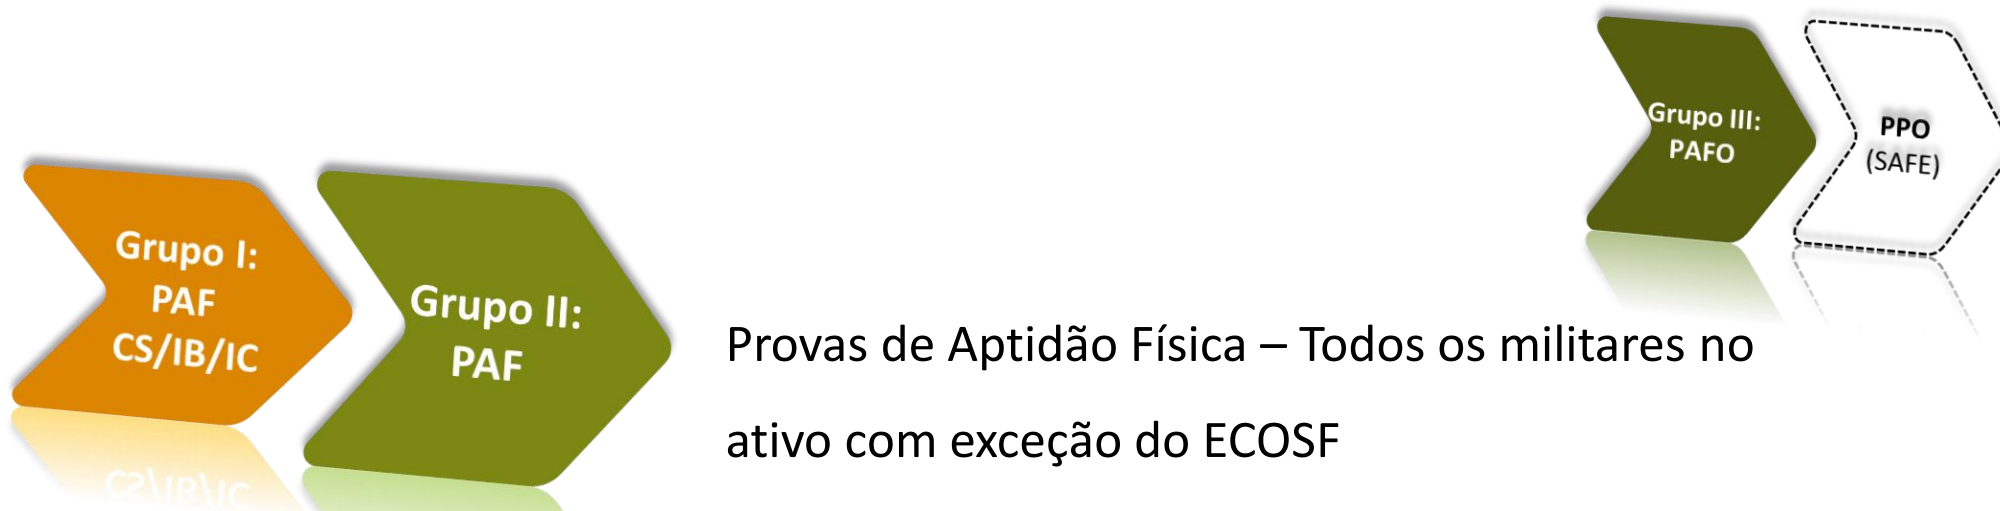 Grupo I:
PAF
CS/IB/IC
Grupo II:
PAF
Provas de Aptidão Física – Todos os militares no
ativo com exceção do ECOSF
Grupo III:
PAFO
PPO
(SAFE)